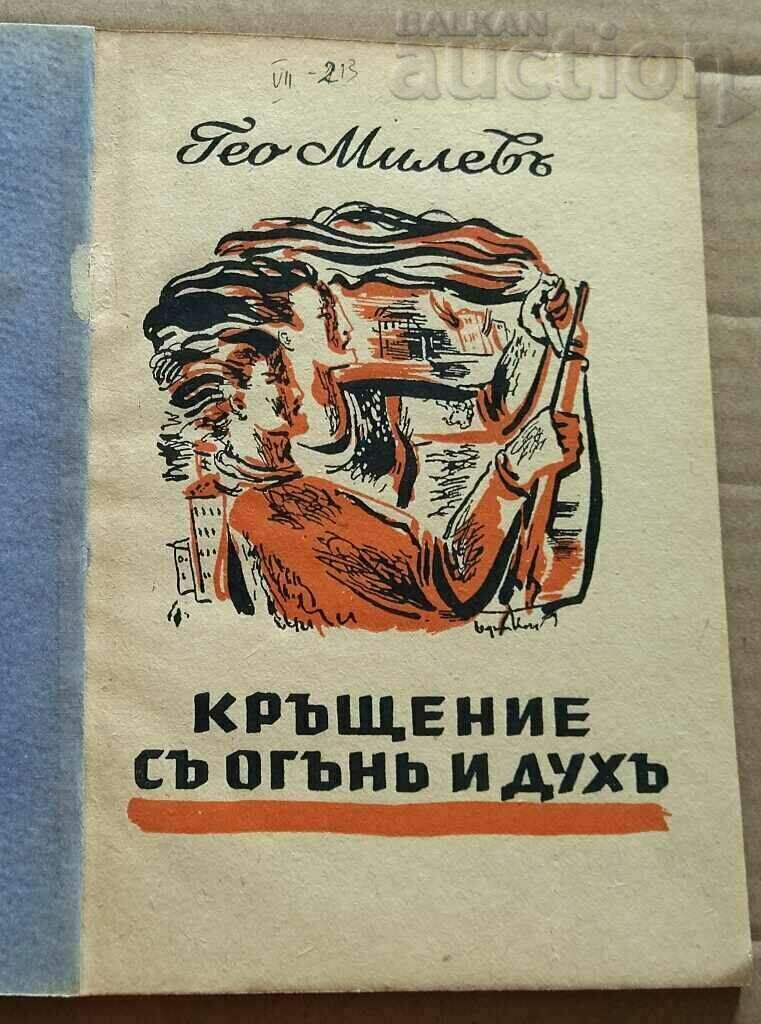 BALKAN
auction
VII - 213
Гео Милевъ
КРЪЩЕНИЕ
СЪ ОГЪНЬ И ДУХЪ